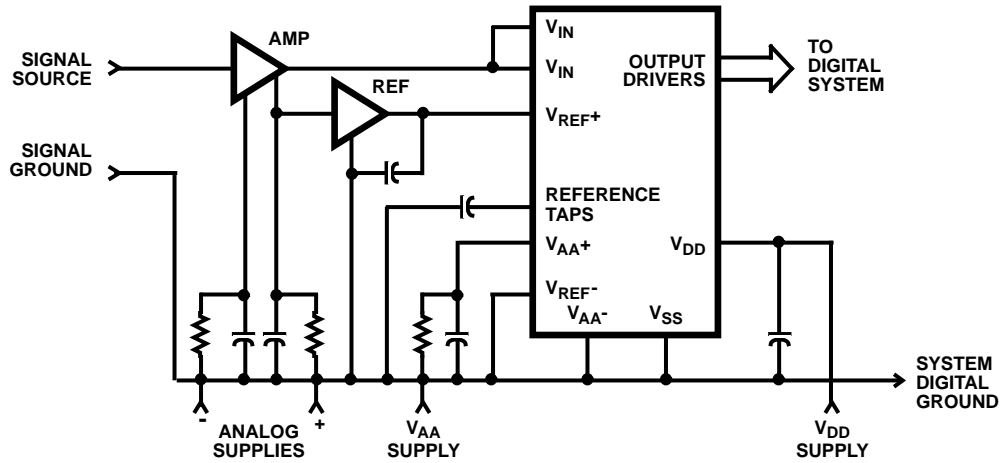 AMP
SIGNAL
SOURCE
REF
SIGNAL
GROUND
V_IN
V_IN
OUTPUT
DRIVERS
TO
DIGITAL
SYSTEM
V_REF+
REFERENCE
TAPS
V_AA+
V_DD
V_REF-
V_AA-
V_SS
SYSTEM
DIGITAL
GROUND
-
ANALOG
SUPPLIES
+
V_AA
SUPPLY
V_DD
SUPPLY